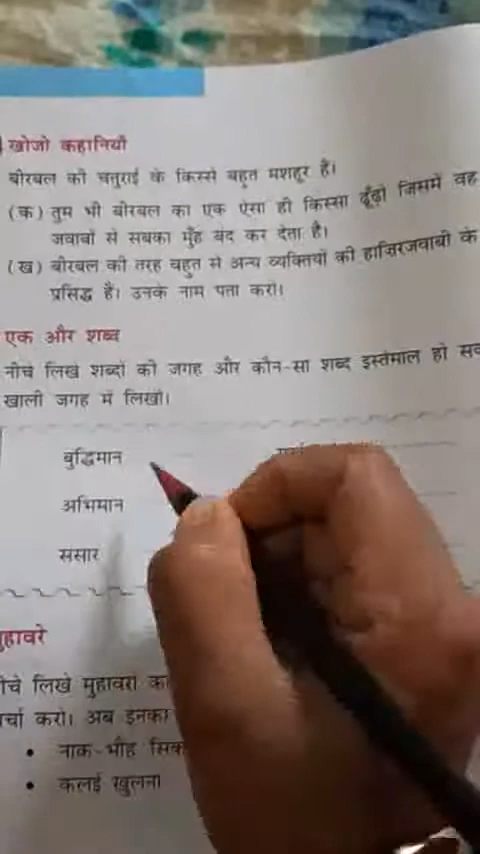 खोजो कहानियाँ
बीरबल की चतुराई के किस्से बहुत मशहूर हैं।
(क) तुम भी बीरबल का एक ऐसा ही किस्सा ढूँढ़ो जिसमें वह
जवाबों से सबका मुँह बंद कर देता है।
(ख) बीरबल की तरह बहुत से अन्य व्यक्तियों की हाज़िरजवाबी के
प्रसिद्ध हैं। उनके नाम पता करो।
एक और शब्द
नीचे लिखे शब्दों की जगह और कौन-सा शब्द इस्तेमाल हो
खाली जगह में लिखो।
बुद्धिमान
अभिमान
संसार
मुहावरे
नीचे लिखे मुहावरों का
करो। अब इनका
• नाक-भौंह
• कलई खुलना